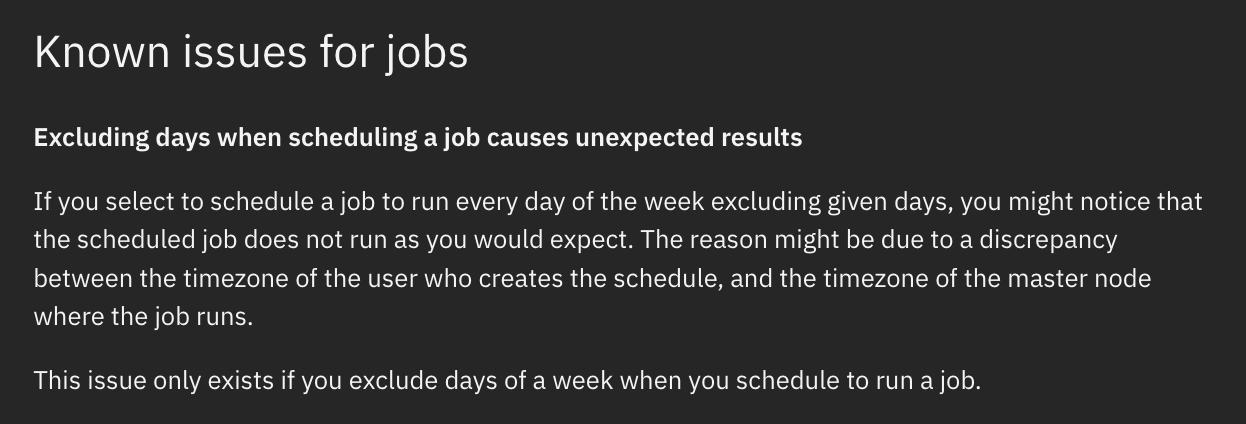 Known issues for jobs
Excluding days when scheduling a job causes unexpected results
If you select to schedule a job to run every day of the week excluding given days, you might notice that
the scheduled job does not run as you would expect. The reason might be due to a discrepancy
between the timezone of the user who creates the schedule, and the timezone of the master node
where the job runs.
This issue only exists if you exclude days of a week when you schedule to run a job.